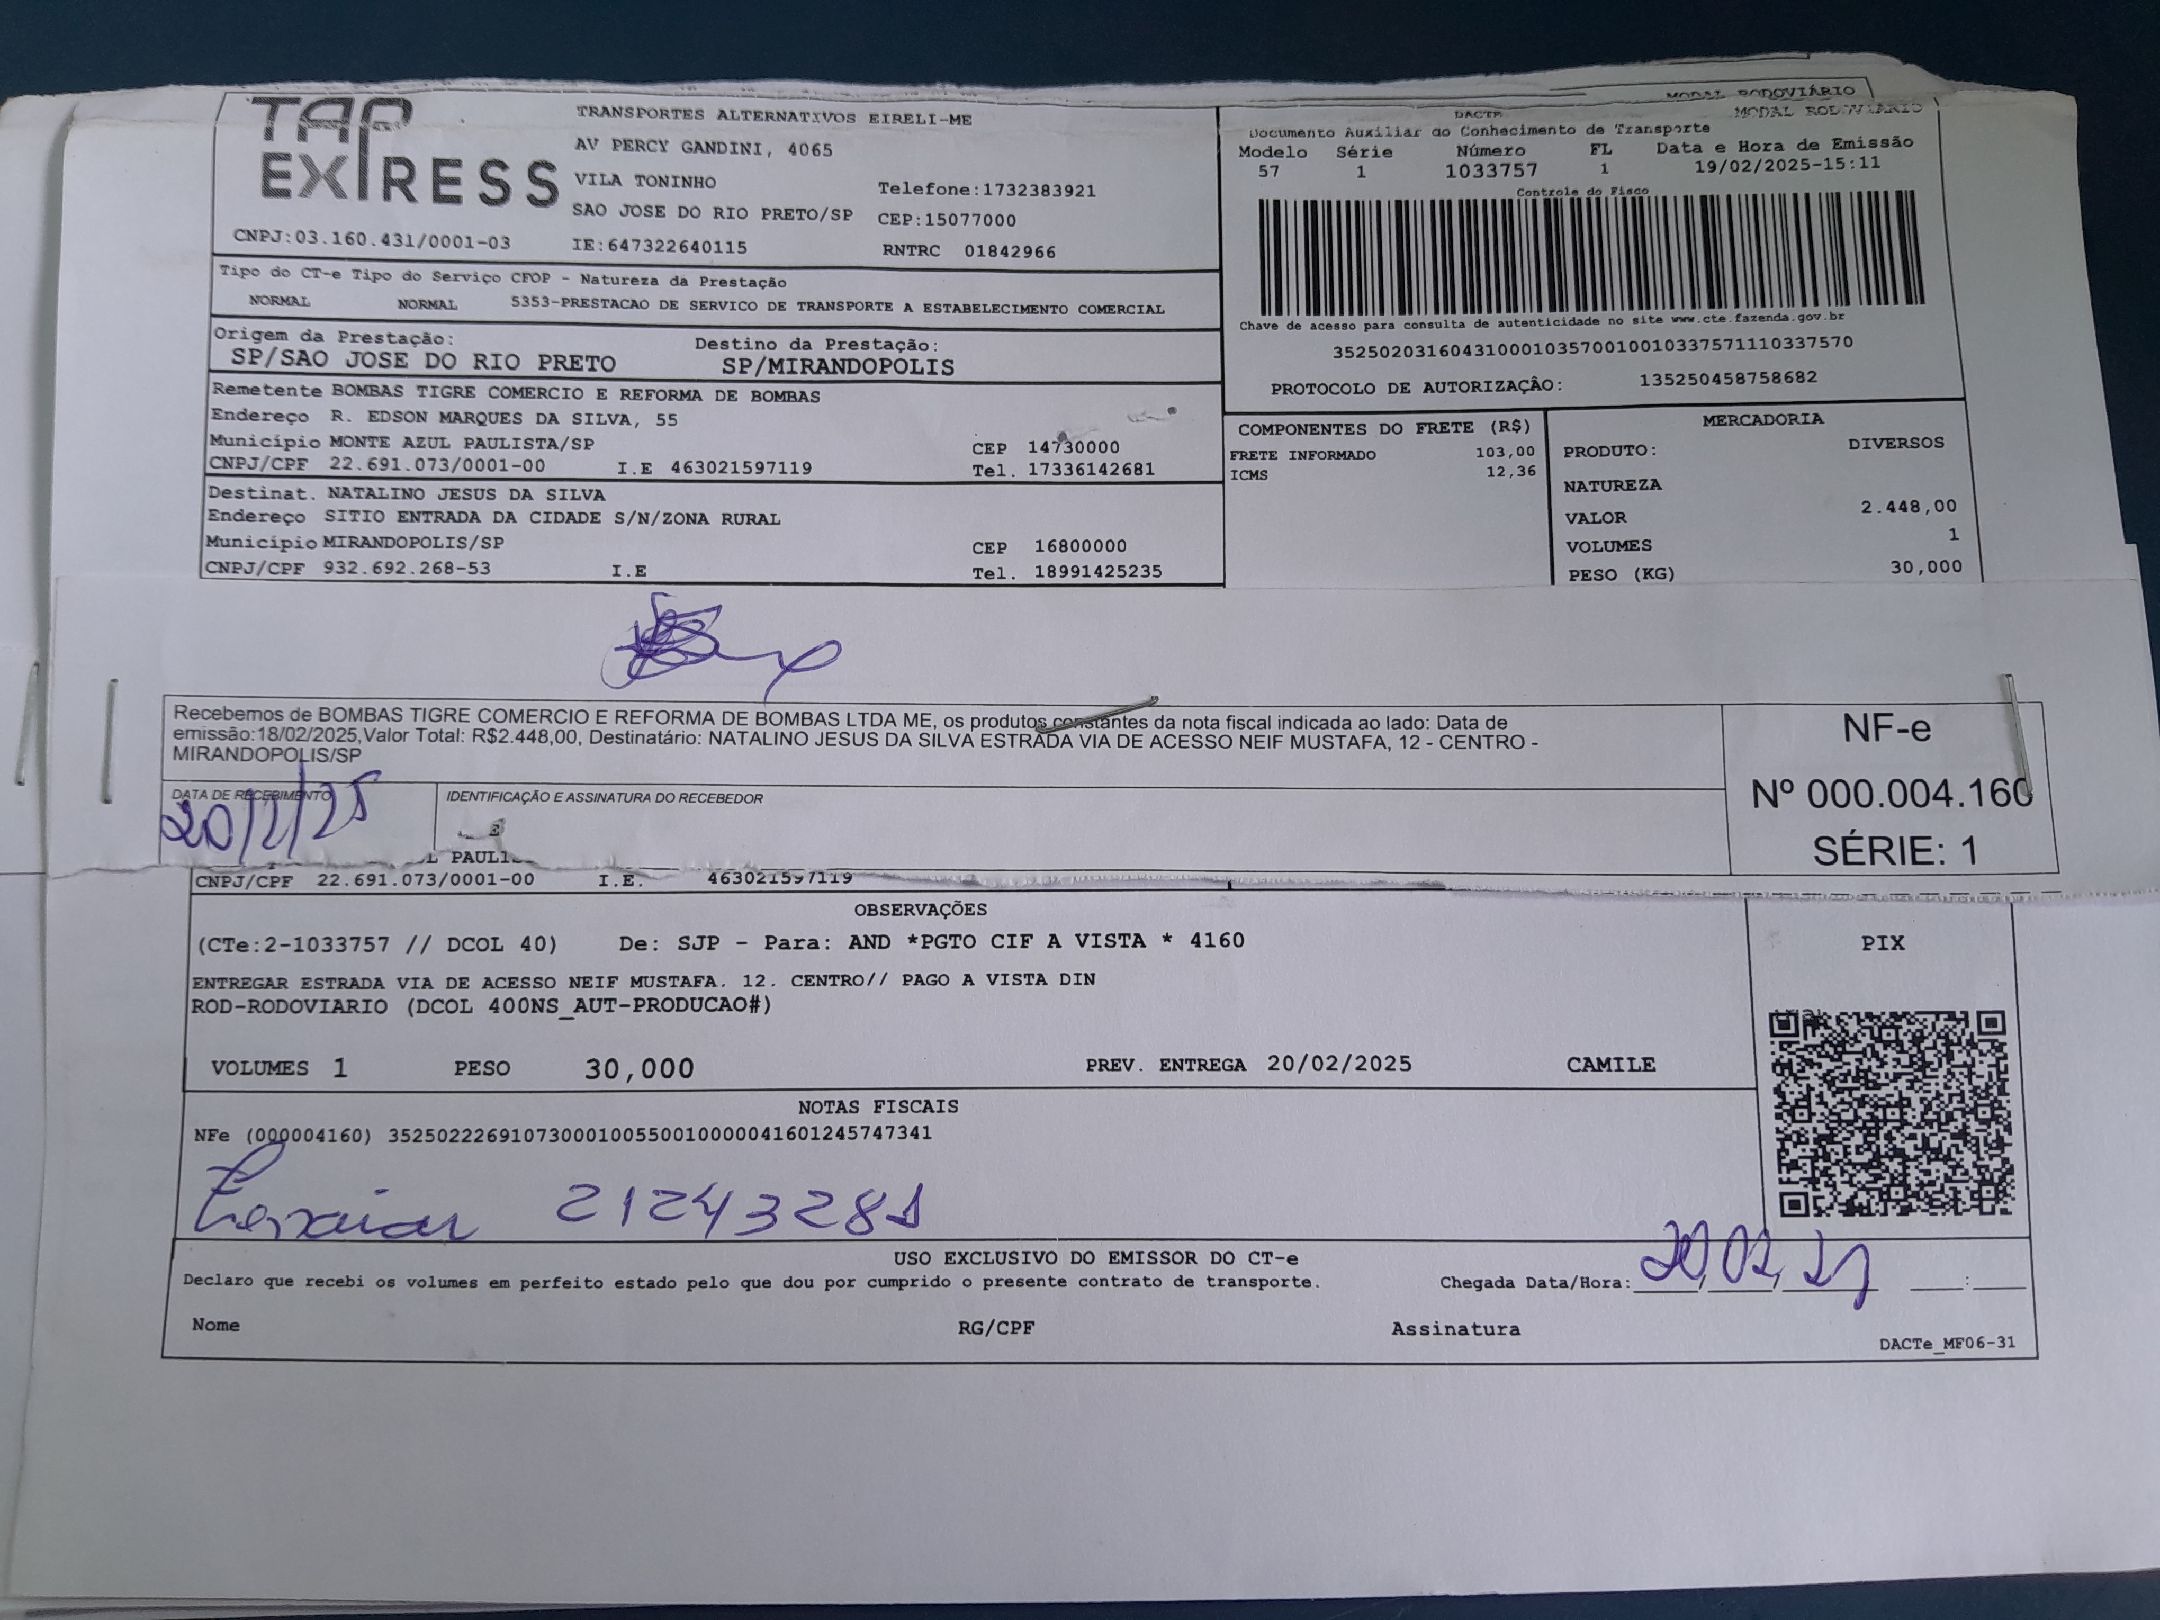 TAP
EXPRESS
TRANSPORTES ALTERNATIVOS EIRELI-ME
AV PERCY GANDINI, 4065
VILA TONINHO
Telefone:1732383921
SAO JOSE DO RIO PRETO/SP CEP:15077000
CNPJ:03.160.431/0001-03 IE:647322640115 RNTRC 01842966
MODAL RODOVIÁRIO
MODAL RODOVIARIO
DACTE
Documento Auxiliar do Conhecimento de Transporte
Modelo Série Número FL Data e Hora de Emissão
57 1 1033757 1 19/02/2025-15:11
Controle do Fisco
Chave de acesso para consulta de autenticidade no site www.cte.fazenda.gov.br
35250203160431000103570010010337571110337570
PROTOCOLO DE AUTORIZAÇÃO: 135250458758682
Tipo do CT-e Tipo do Serviço CFOP - Natureza da Prestação
NORMAL NORMAL 5353-PRESTACAO DE SERVICO DE TRANSPORTE A ESTABELECIMENTO COMERCIAL
Origem da Prestação: Destino da Prestação:
SP/SAO JOSE DO RIO PRETO SP/MIRANDOPOLIS
Remetente BOMBAS TIGRE COMERCIO E REFORMA DE BOMBAS
Endereço R. EDSON MARQUES DA SILVA, 55
Município MONTE AZUL PAULISTA/SP CEP 14730000
CNPJ/CPF 22.691.073/0001-00 I.E 463021597119 Tel. 17336142681
Destinat. NATALINO JESUS DA SILVA
Endereço SITIO ENTRADA DA CIDADE S/N/ZONA RURAL
Município MIRANDOPOLIS/SP CEP 16800000
CNPJ/CPF 932.692.268-53 I.E Tel. 18991425235
COMPONENTES DO FRETE (R$)
FRETE INFORMADO 103,00
ICMS 12,36
MERCADORIA
PRODUTO: DIVERSOS
NATUREZA
VALOR 2.448,00
VOLUMES 1
PESO (KG) 30,000
Recebemos de BOMBAS TIGRE COMERCIO E REFORMA DE BOMBAS LTDA ME, os produtos constantes da nota fiscal indicada ao lado: Data de
emissão:18/02/2025,Valor Total: R$2.448,00, Destinatário: NATALINO JESUS DA SILVA ESTRADA VIA DE ACESSO NEIF MUSTAFA, 12 - CENTRO -
MIRANDOPOLIS/SP
DATA DE RECEBIMENTO IDENTIFICAÇÃO E ASSINATURA DO RECEBEDOR
20/2/25
NF-e
Nº 000.004.160
SÉRIE: 1
CNPJ/CPF 22.691.073/0001-00 I.E. 463021597119
OBSERVAÇÕES
(CTe:2-1033757 // DCOL 40) De: SJP - Para: AND *PGTO CIF A VISTA * 4160
ENTREGAR ESTRADA VIA DE ACESSO NEIF MUSTAFA. 12. CENTRO// PAGO A VISTA DIN
ROD-RODOVIARIO (DCOL 400NS_AUT-PRODUCAO#)
VOLUMES 1 PESO 30,000 PREV. ENTREGA 20/02/2025 CAMILE
PIX
NOTAS FISCAIS
NFe (000004160) 35250222691073000100550010000041601245747341
21243281
USO EXCLUSIVO DO EMISSOR DO CT-e
Declaro que recebi os volumes em perfeito estado pelo que dou por cumprido o presente contrato de transporte. Chegada Data/Hora: 20,02,25
Nome RG/CPF Assinatura
DACTe_MF06-31